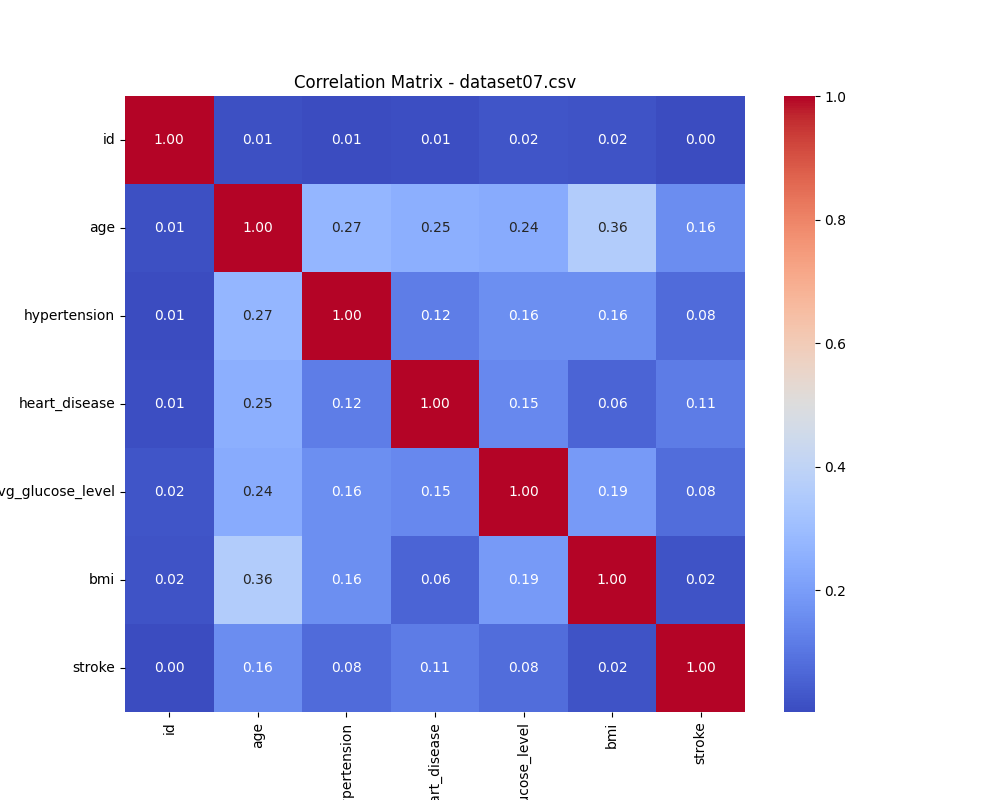 Correlation Matrix - dataset07.csv
id 1.00 0.01 0.01 0.01 0.02 0.02 0.00
age 0.01 1.00 0.27 0.25 0.24 0.36 0.16
hypertension 0.01 0.27 1.00 0.12 0.16 0.16 0.08
heart_disease 0.01 0.25 0.12 1.00 0.15 0.06 0.11
vg_glucose_level 0.02 0.24 0.16 0.15 1.00 0.19 0.08
bmi 0.02 0.36 0.16 0.06 0.19 1.00 0.02
stroke 0.00 0.16 0.08 0.11 0.08 0.02 1.00
id age pertension art_disease ucose_level bmi stroke
1.0
0.8
0.6
0.4
0.2